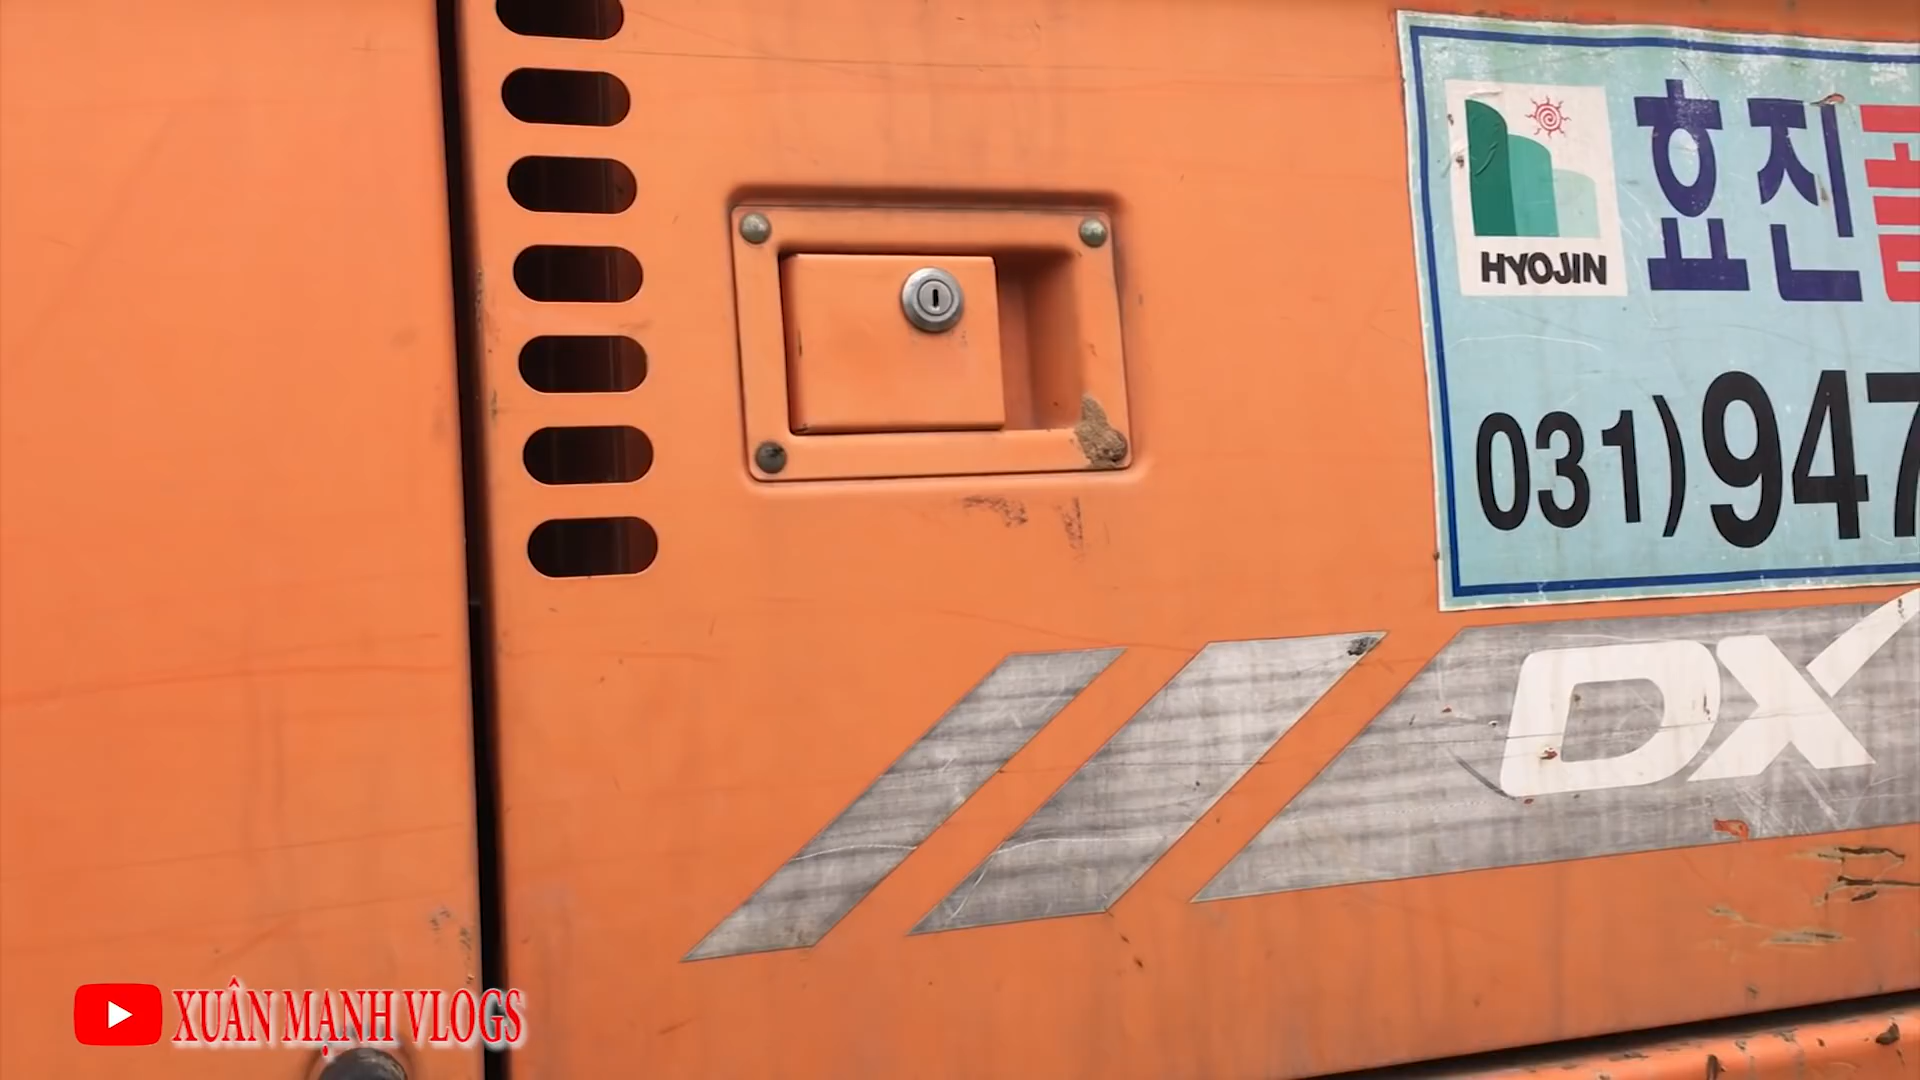 효진
HYOJIN
031)947
DX
XUÂN MẠNH VLOGS